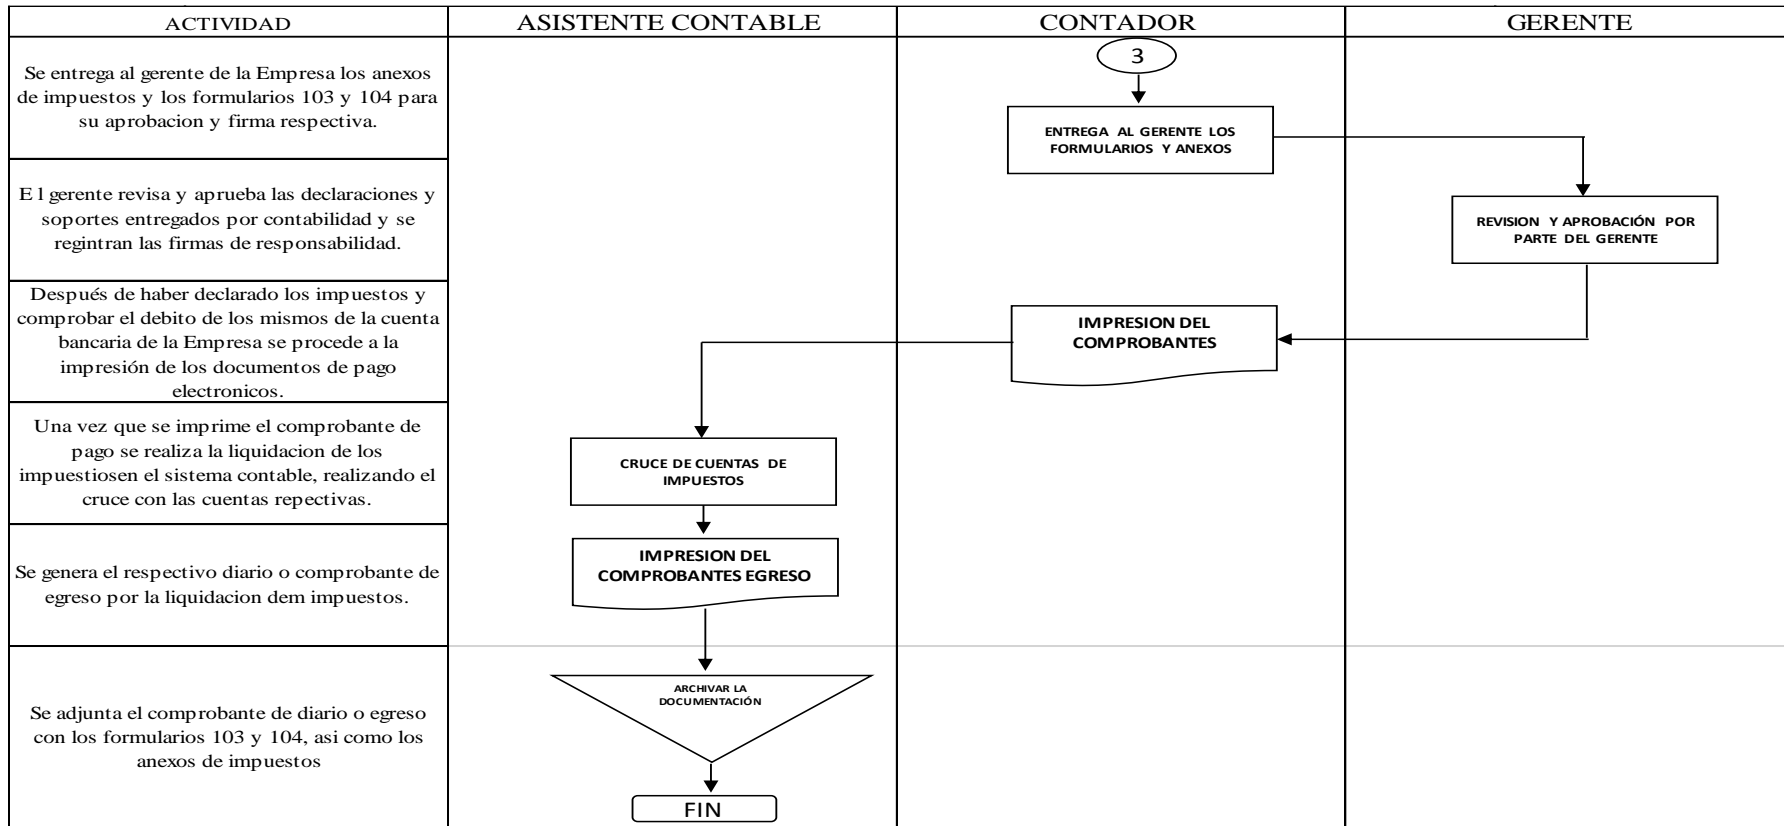 ACTIVIDAD
ASISTENTE CONTABLE
CONTADOR
GERENTE
Se entrega al gerente de la Empresa los anexos
de impuestos y los formularios 103 y 104 para
su aprobacion y firma respectiva.
3
ENTREGA AL GERENTE LOS
FORMULARIOS Y ANEXOS
E l gerente revisa y aprueba las declaraciones y
soportes entregados por contabilidad y se
regintran las firmas de responsabilidad.
REVISION Y APROBACIÓN POR
PARTE DEL GERENTE
Después de haber declarado los impuestos y
comprobar el debito de los mismos de la cuenta
bancaria de la Empresa se procede a la
impresión de los documentos de pago
electronicos.
IMPRESION DEL
COMPROBANTES
Una vez que se imprime el comprobante de
pago se realiza la liquidacion de los
impuestiosen el sistema contable, realizando el
cruce con las cuentas repectivas.
CRUCE DE CUENTAS DE
IMPUESTOS
Se genera el respectivo diario o comprobante de
egreso por la liquidacion dem impuestos.
IMPRESION DEL
COMPROBANTES EGRESO
Se adjunta el comprobante de diario o egreso
con los formularios 103 y 104, asi como los
anexos de impuestos
ARCHIVAR LA
DOCUMENTACIÓN
FIN